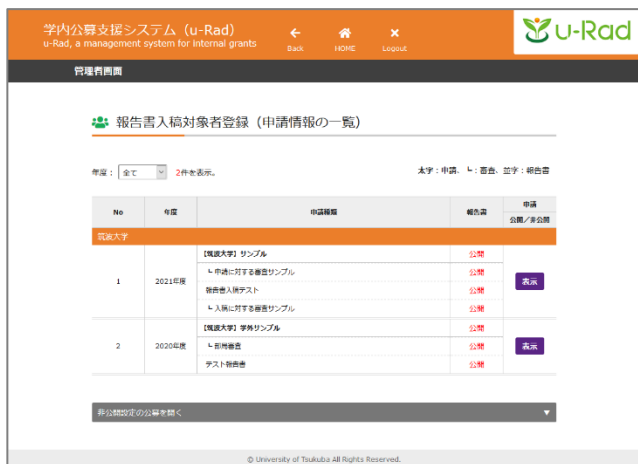 学内公募支援システム（u-Rad）
u-Rad, a management system for internal grants
Back
HOME
Logout
u-Rad
管理者画面
報告書入稿対象者登録（申請情報の一覧）
年度： 全て 2件を表示。
太字：申請、┗：審査、並字：報告書
No 年度 申請種類 報告書 申請
公開／非公開
筑波大学
1 2021年度 【筑波大学】サンプル 公開 表示
┗ 申請に対する審査サンプル 公開
報告書入稿テスト 公開
┗ 入稿に対する審査サンプル 公開
2 2020年度 【筑波大学】学外サンプル 公開 表示
┗ 部局審査 公開
テスト報告書 公開
非公開設定の公募を開く ▼
© University of Tsukuba All Rights Reserved.